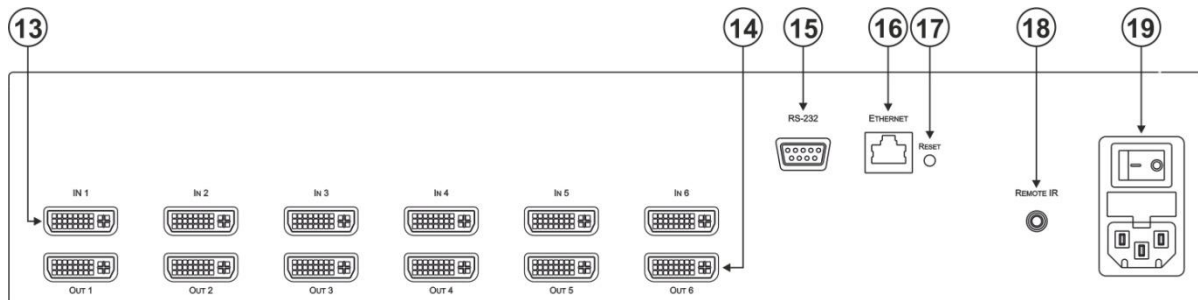 13 14 15 16 17 18 19
RS-232 ETHERNET
RESET
IN 1 IN 2 IN 3 IN 4 IN 5 IN 6 REMOTE IR
OUT 1 OUT 2 OUT 3 OUT 4 OUT 5 OUT 6